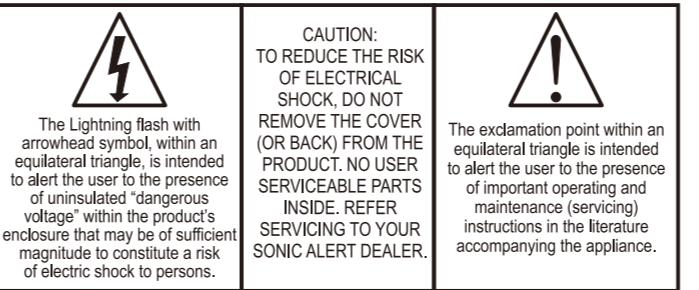 The Lightning flash with
arrowhead symbol, within an
equilateral triangle, is intended
to alert the user to the presence
of uninsulated “dangerous
voltage” within the product’s
enclosure that may be of sufficient
magnitude to constitute a risk
of electric shock to persons.
CAUTION:
TO REDUCE THE RISK
OF ELECTRICAL
SHOCK, DO NOT
REMOVE THE COVER
(OR BACK) FROM THE
PRODUCT. NO USER
SERVICEABLE PARTS
INSIDE. REFER
SERVICING TO YOUR
SONIC ALERT DEALER.
The exclamation point within an
equilateral triangle is intended
to alert the user to the presence
of important operating and
maintenance (servicing)
instructions in the literature
accompanying the appliance.